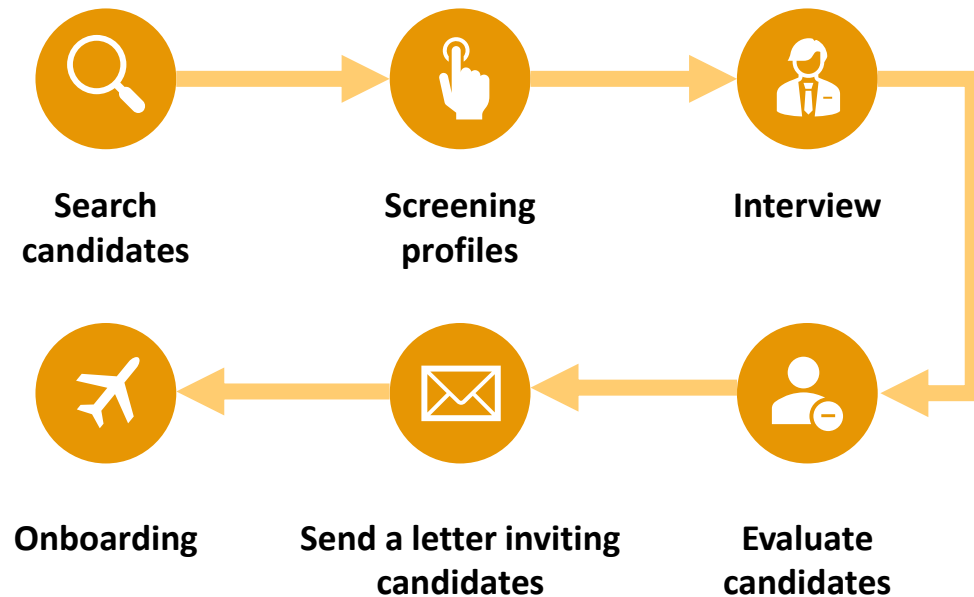 Search
candidates
Screening
profiles
Interview
Onboarding
Send a letter inviting
candidates
Evaluate
candidates